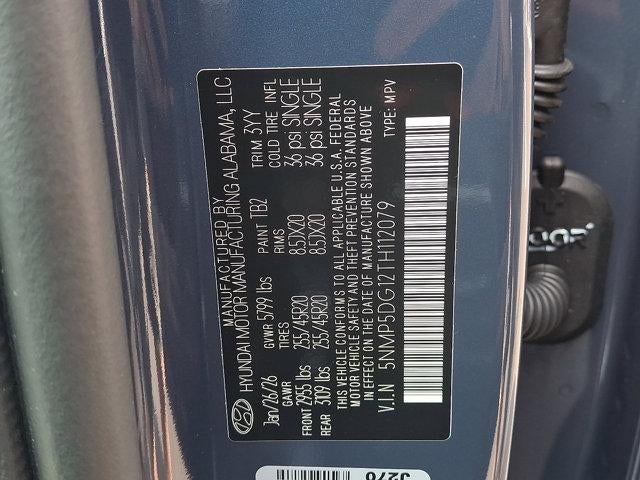 MANUFACTURED BY
HYUNDAI MOTOR MANUFACTURING ALABAMA, LLC
Jan/26/26 PAINT T1B2 TRIM 3YY
GVWR 5799 lbs
GAWR TIRES RIMS COLD TIRE INFL
FRONT 2955 lbs 255/45R20 8.5JX20 36 psi SINGLE
REAR 3109 lbs 255/45R20 8.5JX20 36 psi SINGLE
THIS VEHICLE CONFORMS TO ALL APPLICABLE U.S.A. FEDERAL
MOTOR VEHICLE SAFETY AND THEFT PREVENTION STANDARDS
IN EFFECT ON THE DATE OF MANUFACTURE SHOWN ABOVE
V.I.N 5NMP5DG12TH112079 TYPE: MPV